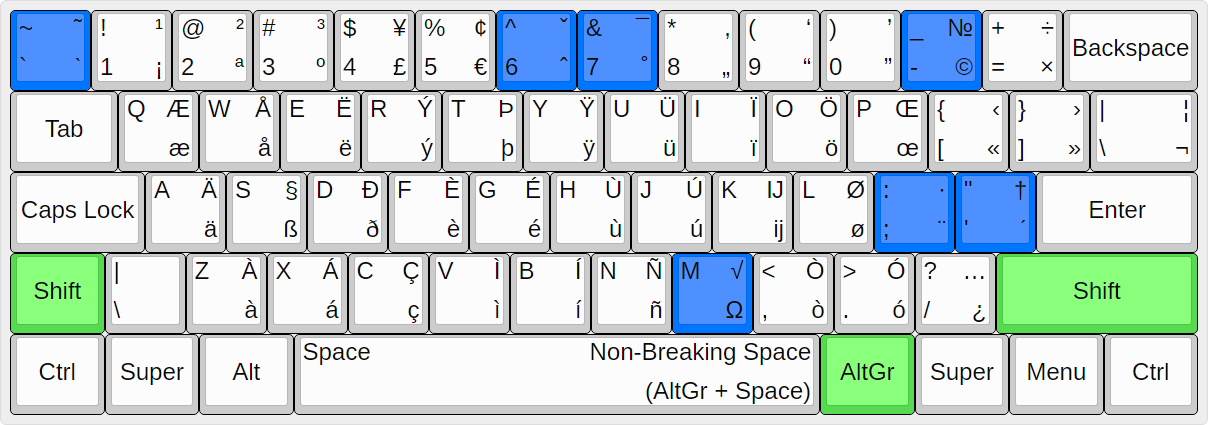 ~ ˜ ! ¹ @ ² # ³ $ ¥ % ¢ ^ ˇ & ¯ * ‚ ( ‘ ) ’ _ № + ÷ Backspace
` ` 1 ¡ 2 ª 3 º 4 £ 5 € 6 ˆ 7 ˚ 8 „ 9 “ 0 ” - © = ×
Tab Q Æ W Å E Ë R Ý T Þ Y Ÿ U Ü I Ï O Ö P Œ { ‹ } › | ¦
æ å ë ý þ ÿ ü ï ö œ [ « ] » \ ¬
Caps Lock A Ä S § D Ð F È G É H Ù J Ú K IJ L Ø : · " † Enter
ä ß ð è é ù ú ij ø ; ¨ ' ´
Shift | Z À X Á C Ç V Ì B Í N Ñ M √ < Ò > Ó ? … Shift
\ à á ç ì í ñ Ω , ò . ó / ¿
Ctrl Super Alt Space Non-Breaking Space AltGr Super Menu Ctrl
(AltGr + Space)